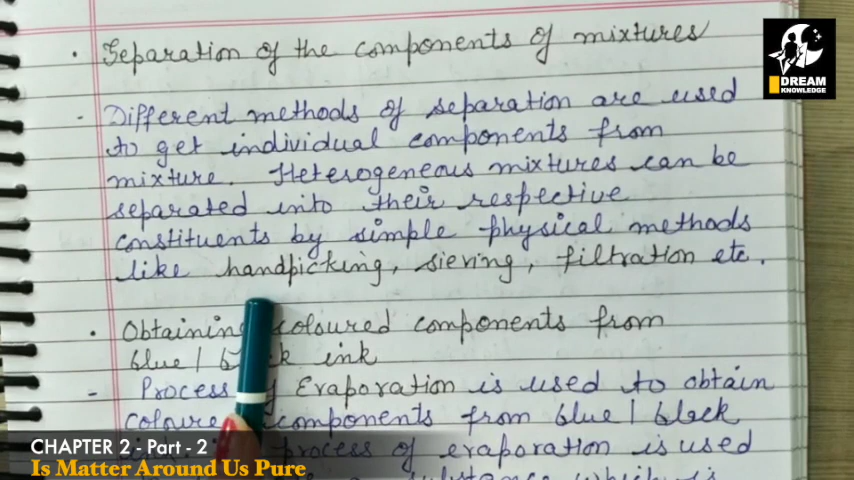 • Separation of the components of mixtures
DREAM
KNOWLEDGE
- Different methods of separation are used
to get individual components from
mixture. Heterogeneous mixtures can be
separated into their respective
constituents by simple physical methods
like handpicking, sieving, filtration etc.
• Obtaining coloured components from
blue / ink
- Process Evaporation is used to obtain
components from blue / black
process of evaporation is used
substance which is
CHAPTER 2 - Part - 2
Is Matter Around Us Pure